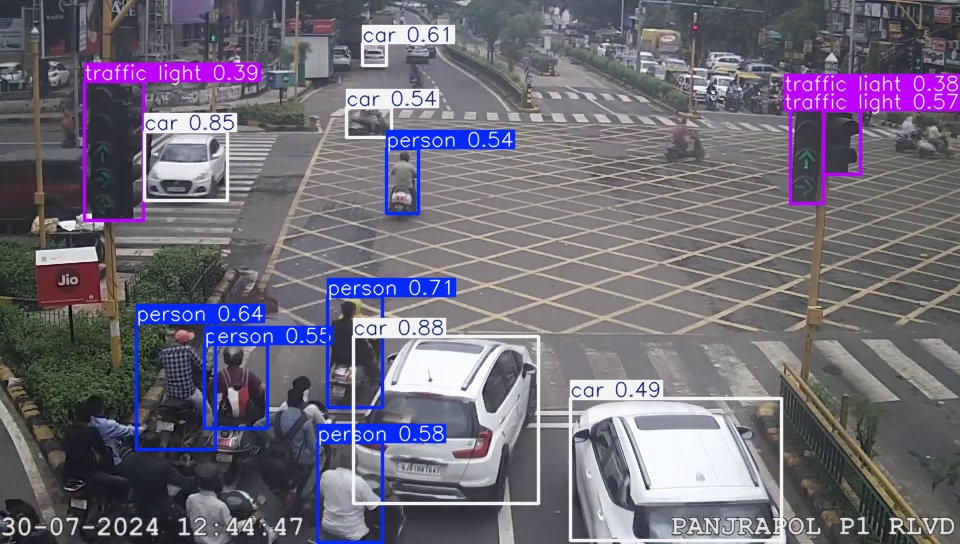 car 0.61
traffic light 0.39
traffic light 0.38
car 0.54
traffic light 0.57
car 0.85
person 0.54
Jio
person 0.71
person 0.64
car 0.88
person 0.55
car 0.49
person 0.58
30-07-2024 12:44:47
PANJRAPOL P1 RLVD